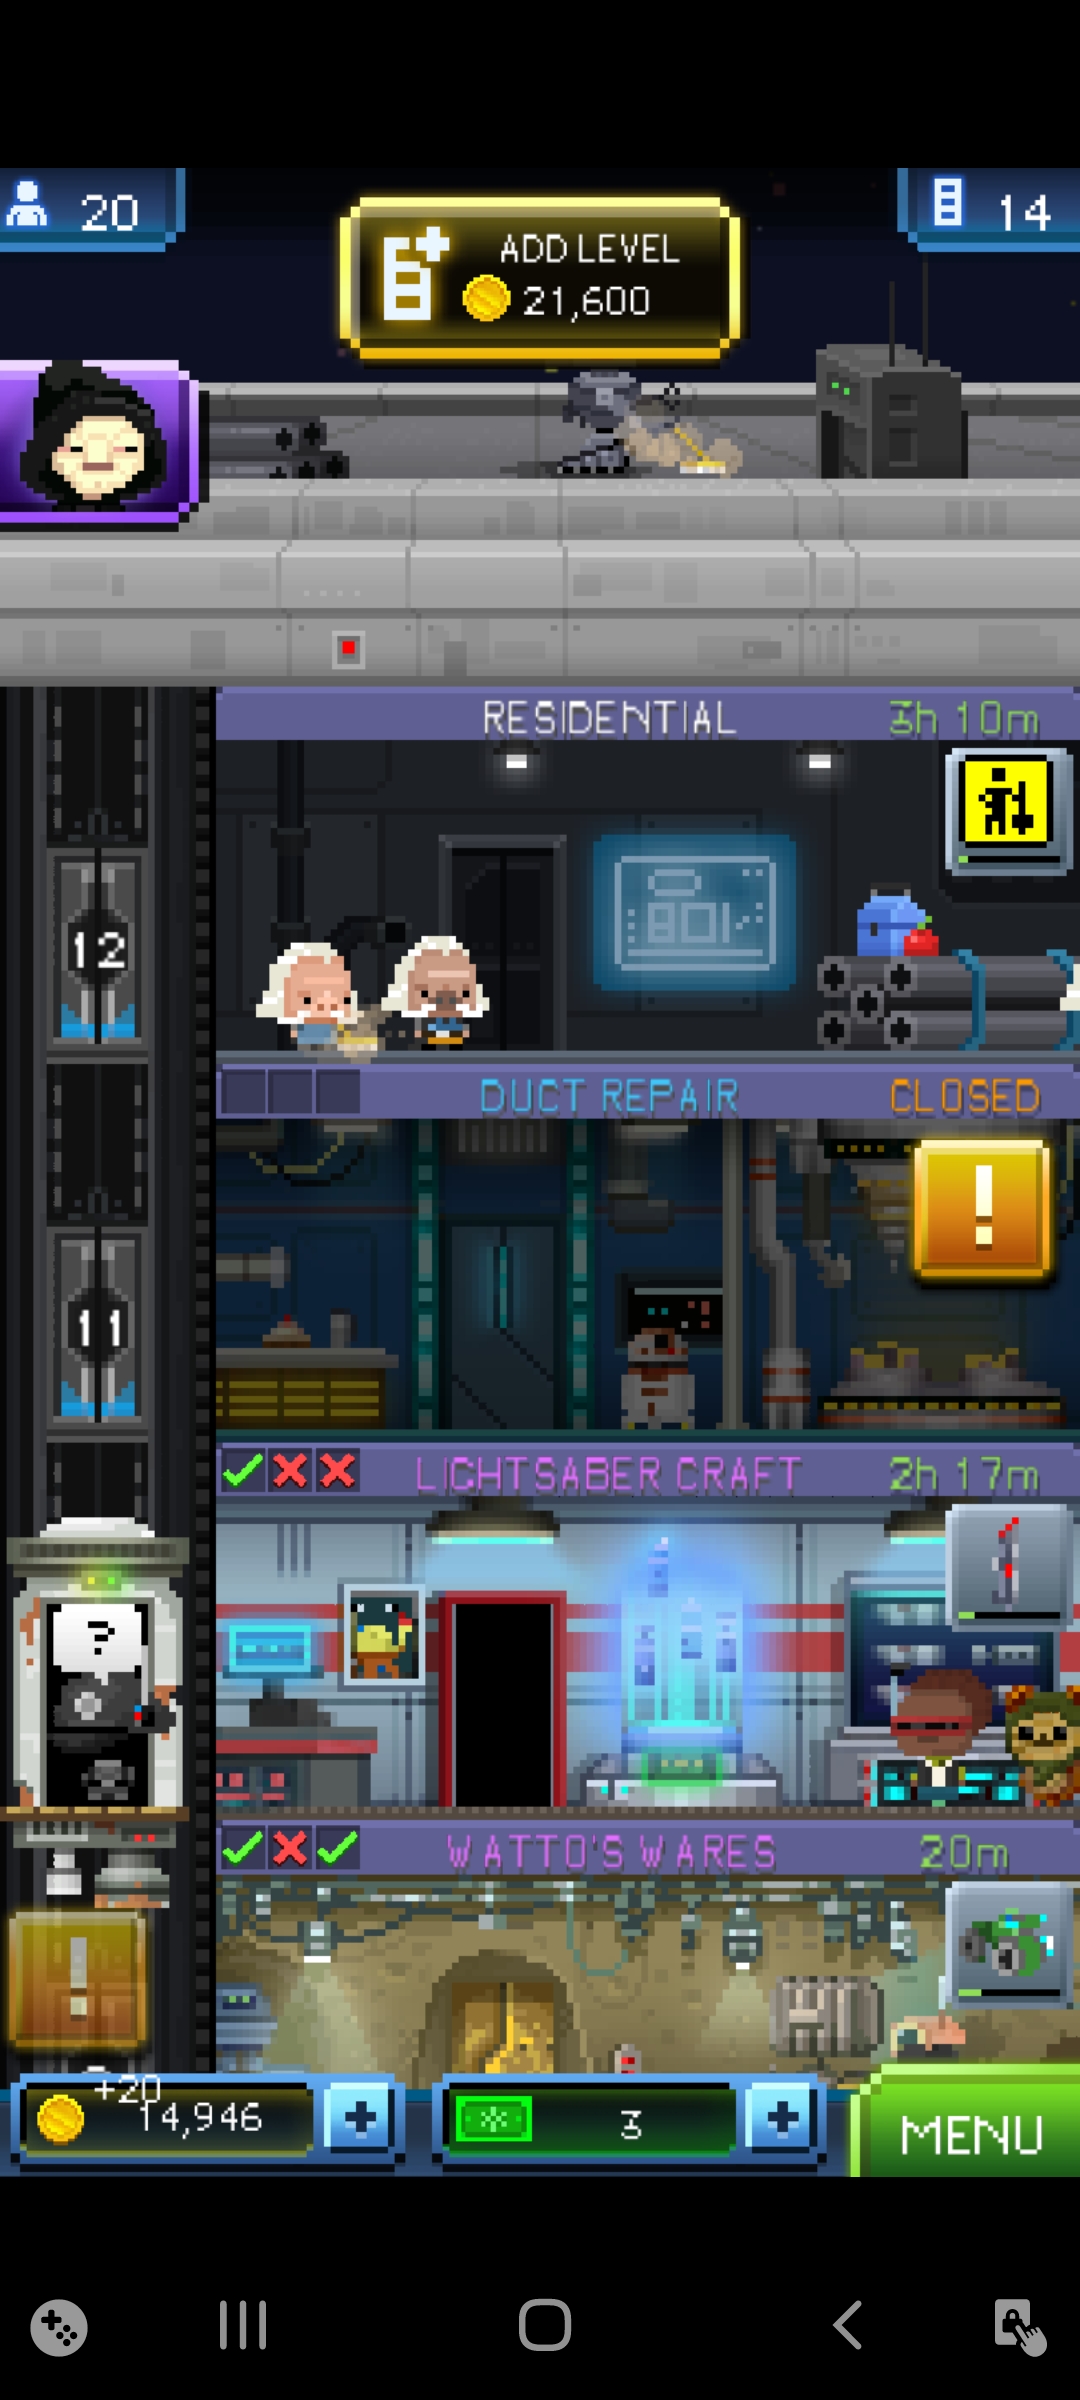 20
ADD LEVEL
21,600
14
RESIDENTIAL 3h 10m
12
DUCT REPAIR CLOSED
!
11
LIGHTSABER CRAFT 2h 17m
?
WATTO'S WARES 20m
!
+20
14,946
3
MENU